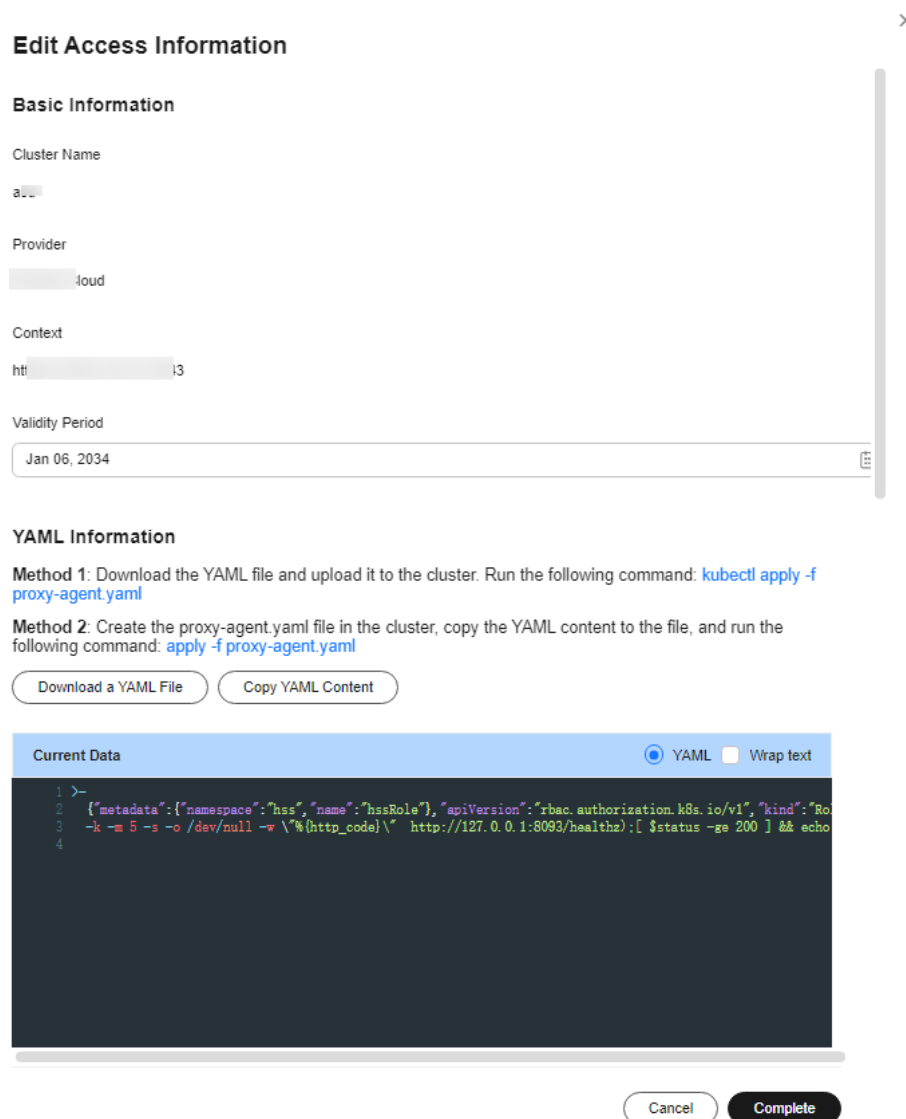 Edit Access Information
Basic Information
Cluster Name
Provider
loud
Context
43
Validity Period
Jan 06, 2034
YAML Information
Method 1: Download the YAML file and upload it to the cluster. Run the following command: kubectl apply -f
proxy-agent.yaml
Method 2: Create the proxy-agent.yaml file in the cluster, copy the YAML content to the file, and run the
following command: apply -f proxy-agent.yaml
Download a YAML File Copy YAML Content
Current Data YAML Wrap text
1 >-
2 {"metadata":{"namespace":"hss","name":"hssRole"},"apiVersion":"rbac.authorization.k8s.io/v1","kind":"Ro
3 -k -m 5 -s -o /dev/null -w \"%{http_code}\" http://127.0.0.1:8093/healthz);[ $status -ge 200 ] && echo
4
Cancel Complete